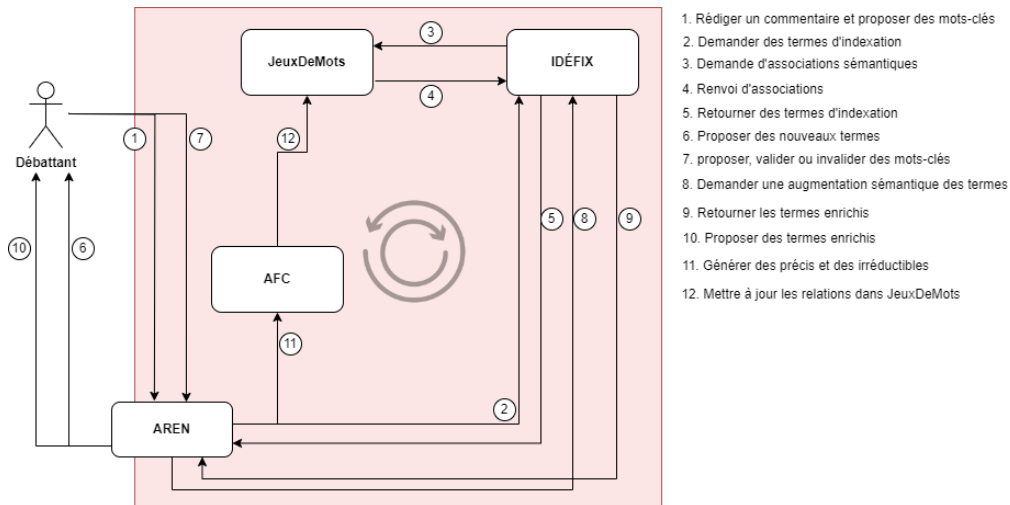 JeuxDeMots
IDÉFIX
3
4
12
1
7
Débattant
10
6
5
8
9
AFC
11
2
AREN
1. Rédiger un commentaire et proposer des mots-clés
2. Demander des termes d'indexation
3. Demande d'associations sémantiques
4. Renvoi d'associations
5. Retourner des termes d'indexation
6. Proposer des nouveaux termes
7. proposer, valider ou invalider des mots-clés
8. Demander une augmentation sémantique des termes
9. Retourner les termes enrichis
10. Proposer des termes enrichis
11. Générer des précis et des irréductibles
12. Mettre à jour les relations dans JeuxDeMots